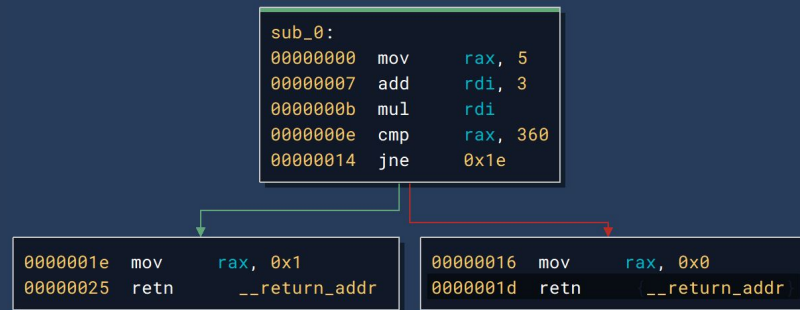 sub_0:
00000000 mov rax, 5
00000007 add rdi, 3
0000000b mul rdi
0000000e cmp rax, 360
00000014 jne 0x1e
0000001e mov rax, 0x1
00000025 retn __return_addr
00000016 mov rax, 0x0
0000001d retn {__return_addr}